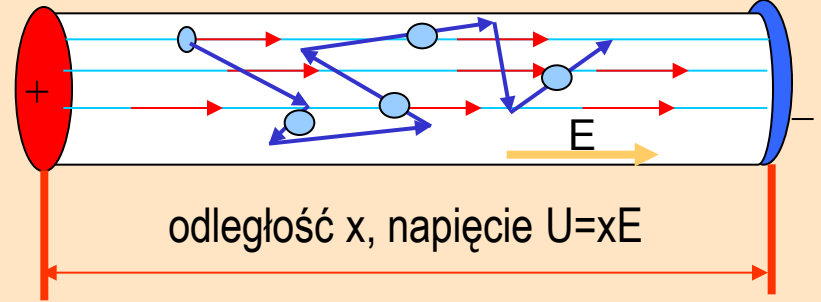 +
–
E
odległość x, napięcie U=xE